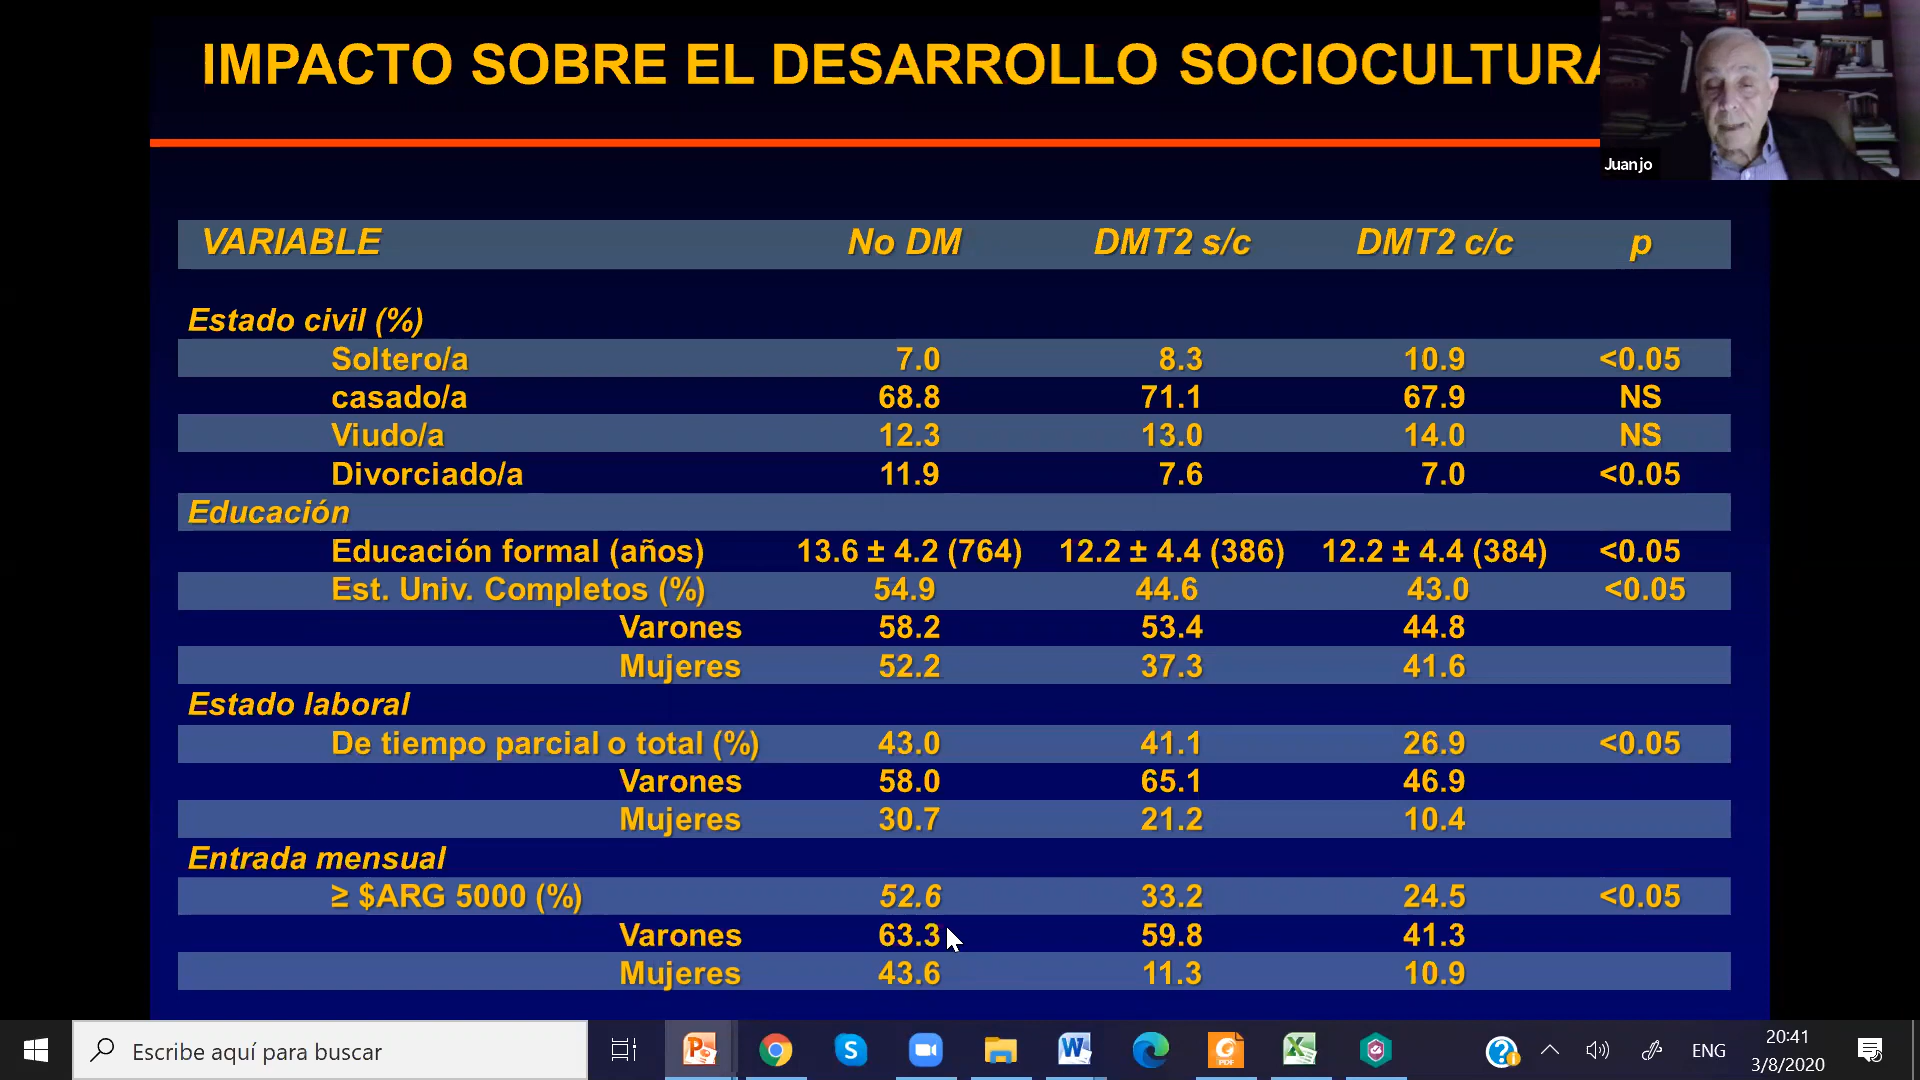 IMPACTO SOBRE EL DESARROLLO SOCIOCULTURA
Juanjo
VARIABLE No DM DMT2 s/c DMT2 c/c p
Estado civil (%)
Soltero/a 7.0 8.3 10.9 <0.05
casado/a 68.8 71.1 67.9 NS
Viudo/a 12.3 13.0 14.0 NS
Divorciado/a 11.9 7.6 7.0 <0.05
Educación
Educación formal (años) 13.6 ± 4.2 (764) 12.2 ± 4.4 (386) 12.2 ± 4.4 (384) <0.05
Est. Univ. Completos (%) 54.9 44.6 43.0 <0.05
Varones 58.2 53.4 44.8
Mujeres 52.2 37.3 41.6
Estado laboral
De tiempo parcial o total (%) 43.0 41.1 26.9 <0.05
Varones 58.0 65.1 46.9
Mujeres 30.7 21.2 10.4
Entrada mensual
≥ $ARG 5000 (%) 52.6 33.2 24.5 <0.05
Varones 63.3 59.8 41.3
Mujeres 43.6 11.3 10.9
Escribe aquí para buscar
ENG
20:41
3/8/2020